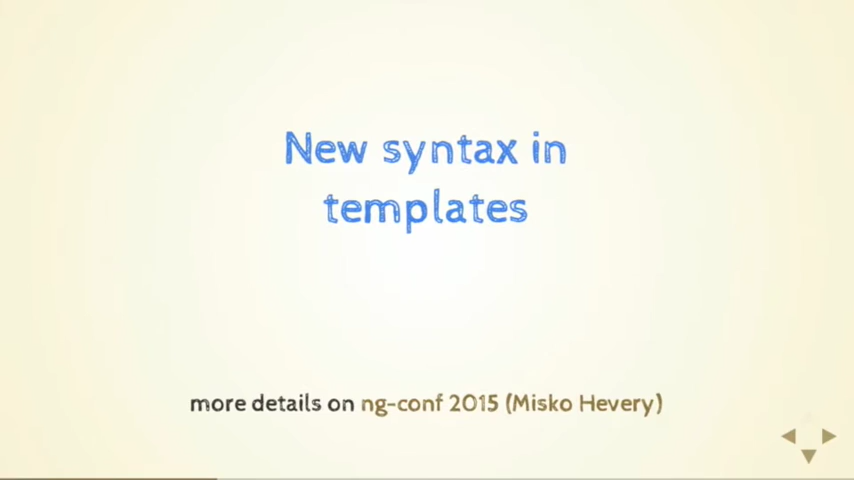 New syntax in
templates
more details on ng-conf 2015 (Misko Hevery)